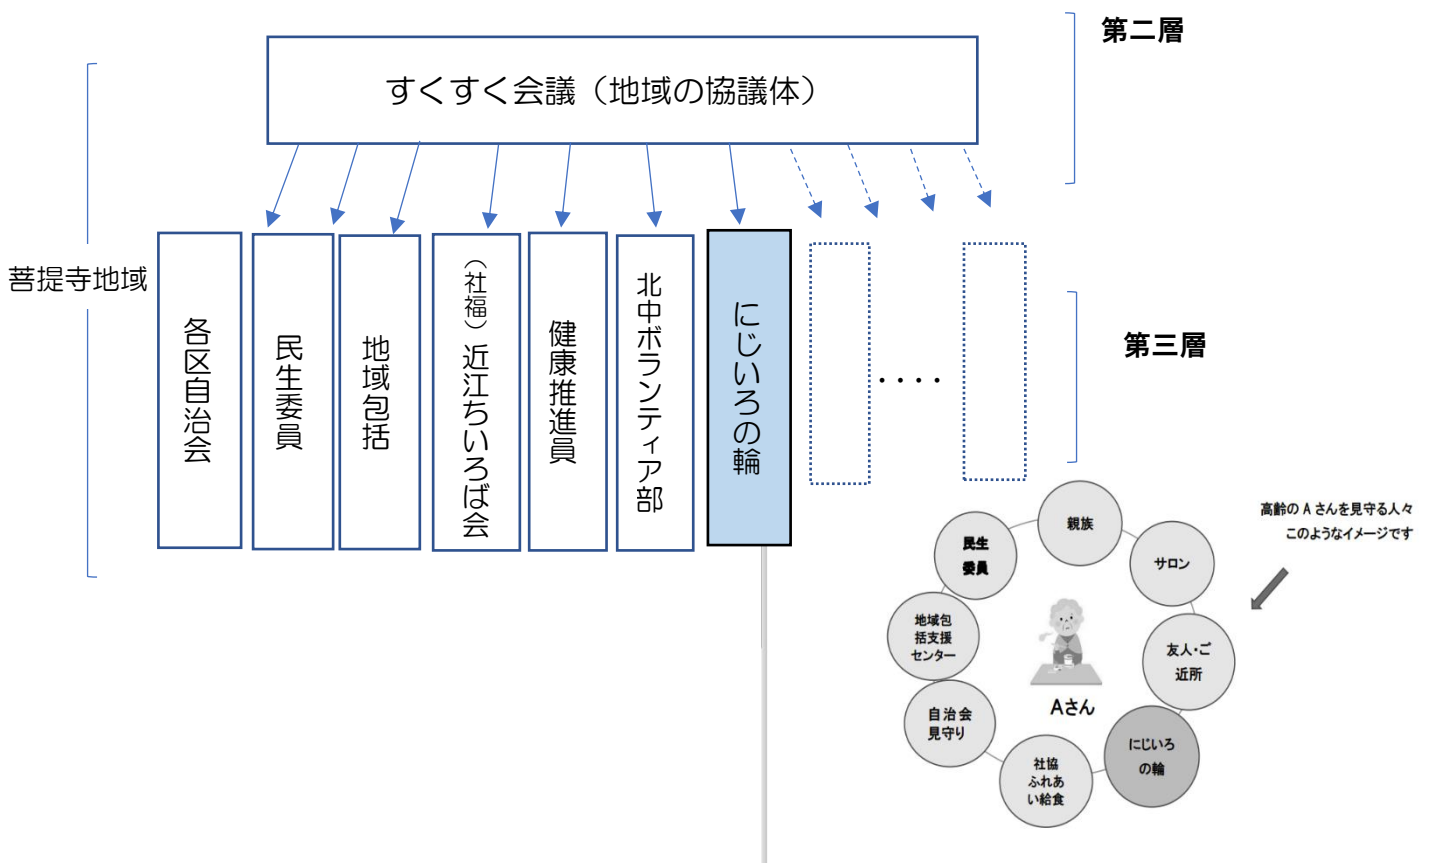 第二層
すくすく会議（地域の協議体）
菩提寺地域
各区自治会
民生委員
地域包括
（社福）近江ちいろば会
健康推進員
北中ボランティア部
にじいろの輪
・・・・
第三層
高齢の A さんを見守る人々
このようなイメージです
親族
サロン
友人・ご
近所
にじいろ
の輪
社協
ふれあ
い給食
自治会
見守り
地域包
括支援
センター
民生
委員
Aさん